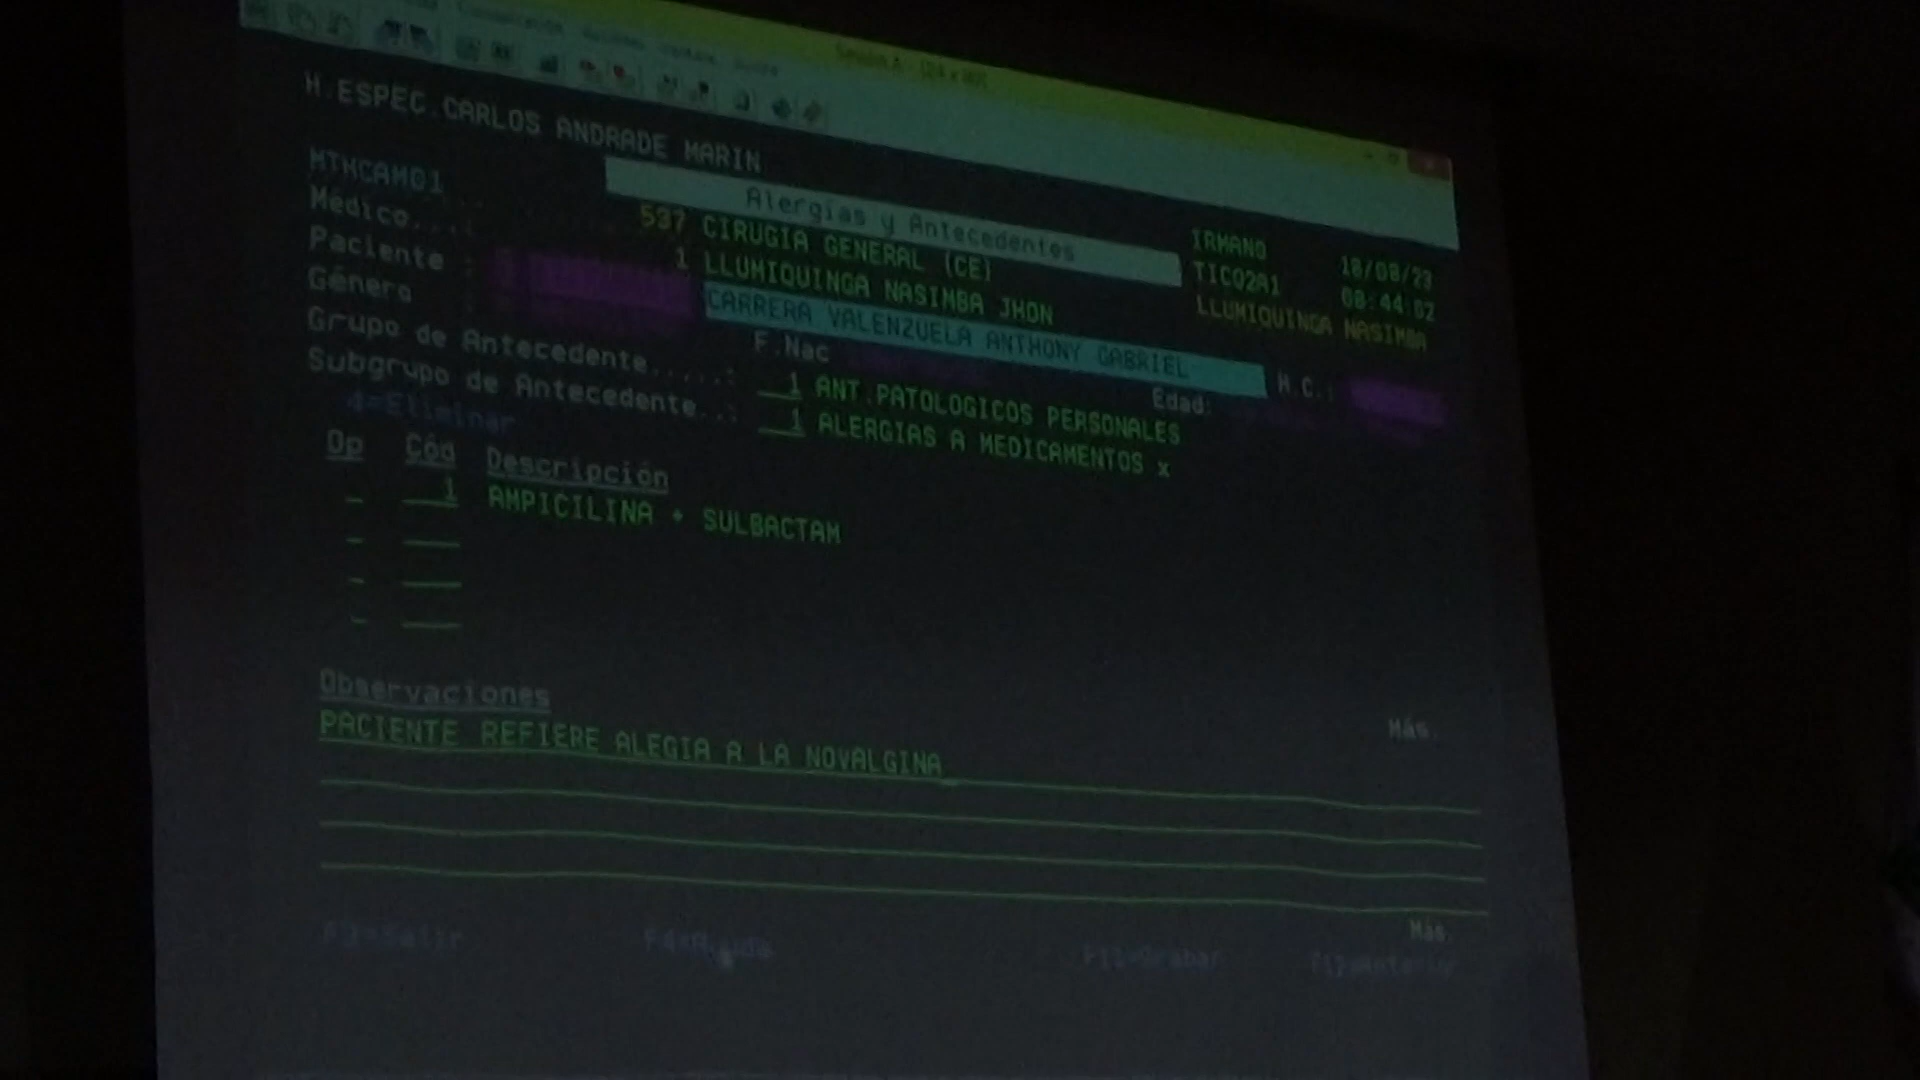 H.ESPEC.CARLOS ANDRADE MARIN
MTMCAM01 Alergias y Antecedentes IRMANO 18/08/23
Médico...: 537 CIRUGIA GENERAL (CE) TICO2A1 08:44:02
1 LLUMIQUINGA NASIMBA JHON LLUMIQUINGA NASIMBA
Paciente : CARRERA VALENZUELA ANTHONY GABRIEL H.C.:
Género : F.Nac Edad:
Grupo de Antecedente.....: 1 ANT.PATOLOGICOS PERSONALES
Subgrupo de Antecedente..: 1 ALERGIAS A MEDICAMENTOS x
4=Eliminar
Op Cód Descripción
1 AMPICILINA + SULBACTAM
Observaciones
Más.
PACIENTE REFIERE ALEGIA A LA NOVALGINA
Más.